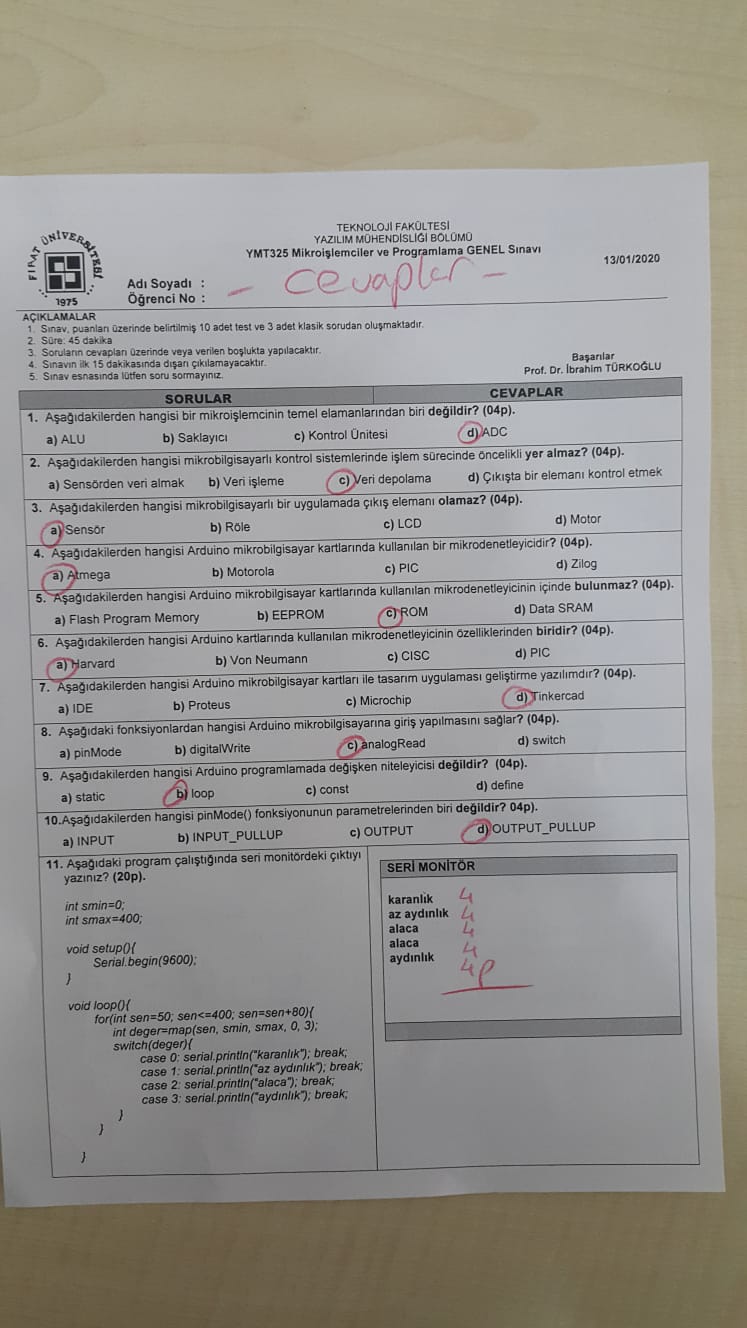 FIRAT ÜNİVERSİTESİ
1975
TEKNOLOJİ FAKÜLTESİ
YAZILIM MÜHENDİSLİĞİ BÖLÜMÜ
YMT325 Mikroişlemciler ve Programlama GENEL Sınavı
13/01/2020
Adı Soyadı :
Öğrenci No :
- Cevaplar -
AÇIKLAMALAR
1. Sınav, puanları üzerinde belirtilmiş 10 adet test ve 3 adet klasik sorudan oluşmaktadır.
2. Süre: 45 dakika
3. Soruların cevapları üzerinde veya verilen boşlukta yapılacaktır.
4. Sınavın ilk 15 dakikasında dışarı çıkılamayacaktır.
5. Sınav esnasında lütfen soru sormayınız.
Başarılar
Prof. Dr. İbrahim TÜRKOĞLU
SORULAR CEVAPLAR
1. Aşağıdakilerden hangisi bir mikroişlemcinin temel elamanlarından biri değildir? (04p).
a) ALU b) Saklayıcı c) Kontrol Ünitesi d) ADC
2. Aşağıdakilerden hangisi mikrobilgisayarlı kontrol sistemlerinde işlem sürecinde öncelikli yer almaz? (04p).
a) Sensörden veri almak b) Veri işleme c) Veri depolama d) Çıkışta bir elemanı kontrol etmek
3. Aşağıdakilerden hangisi mikrobilgisayarlı bir uygulamada çıkış elemanı olamaz? (04p).
a) Sensör b) Röle c) LCD d) Motor
4. Aşağıdakilerden hangisi Arduino mikrobilgisayar kartlarında kullanılan bir mikrodenetleyicidir? (04p).
a) Atmega b) Motorola c) PIC d) Zilog
5. Aşağıdakilerden hangisi Arduino mikrobilgisayar kartlarında kullanılan mikrodenetleyicinin içinde bulunmaz? (04p).
a) Flash Program Memory b) EEPROM c) ROM d) Data SRAM
6. Aşağıdakilerden hangisi Arduino kartlarında kullanılan mikrodenetleyicinin özelliklerinden biridir? (04p).
a) Harvard b) Von Neumann c) CISC d) PIC
7. Aşağıdakilerden hangisi Arduino mikrobilgisayar kartları ile tasarım uygulaması geliştirme yazılımdır? (04p).
a) IDE b) Proteus c) Microchip d) Tinkercad
8. Aşağıdaki fonksiyonlardan hangisi Arduino mikrobilgisayarına giriş yapılmasını sağlar? (04p).
a) pinMode b) digitalWrite c) analogRead d) switch
9. Aşağıdakilerden hangisi Arduino programlamada değişken niteleyicisi değildir? (04p).
a) static b) loop c) const d) define
10.Aşağıdakilerden hangisi pinMode() fonksiyonunun parametrelerinden biri değildir? 04p).
a) INPUT b) INPUT_PULLUP c) OUTPUT d) OUTPUT_PULLUP
11. Aşağıdaki program çalıştığında seri monitördeki çıktıyı
yazınız? (20p).
int smin=0;
int smax=400;
void setup(){
Serial.begin(9600);
}
void loop(){
for(int sen=50; sen<=400; sen=sen+80){
int deger=map(sen, smin, smax, 0, 3);
switch(deger){
case 0: serial.println("karanlık"); break;
case 1: serial.println("az aydınlık"); break;
case 2: serial.println("alaca"); break;
case 3: serial.println("aydınlık"); break;
}
}
}
SERİ MONİTÖR
karanlık 4
az aydınlık 4
alaca 4
alaca 4
aydınlık 4p